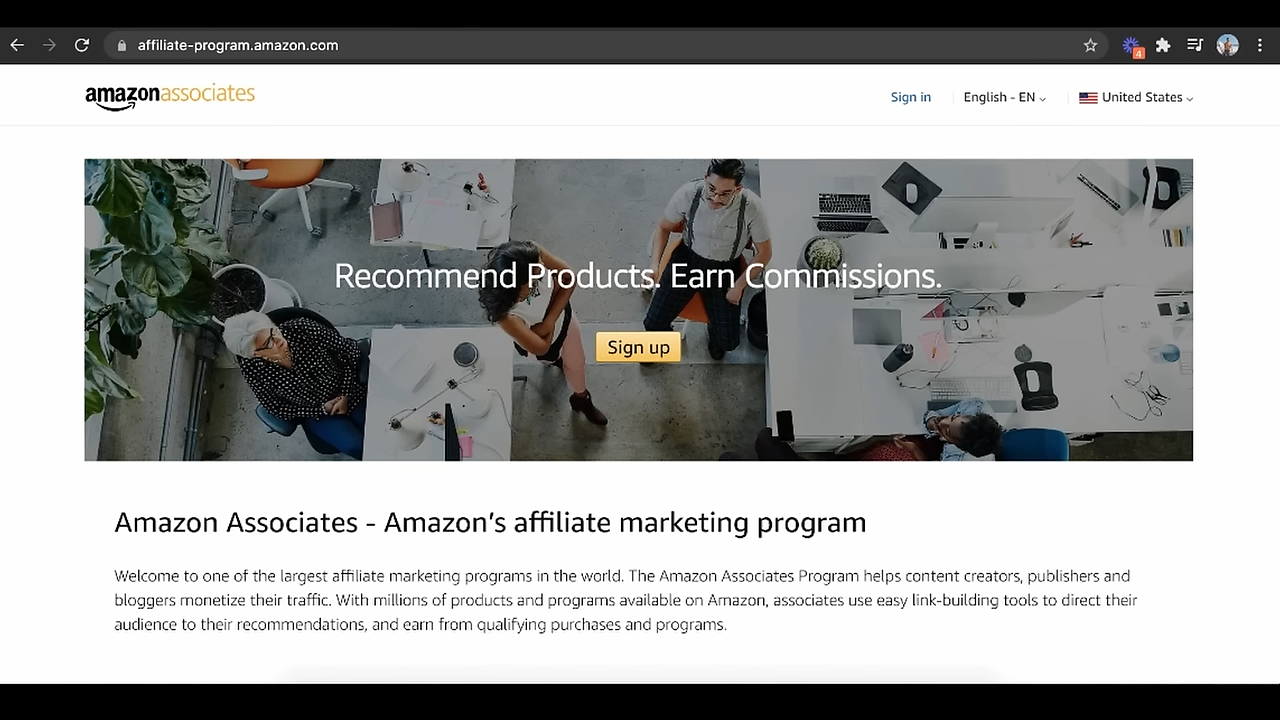 affiliate-program.amazon.com
4
amazonassociates
Sign in
English - EN
United States
Recommend Products. Earn Commissions.
Sign up
Amazon Associates - Amazon's affiliate marketing program
Welcome to one of the largest affiliate marketing programs in the world. The Amazon Associates Program helps content creators, publishers and
bloggers monetize their traffic. With millions of products and programs available on Amazon, associates use easy link-building tools to direct their
audience to their recommendations, and earn from qualifying purchases and programs.